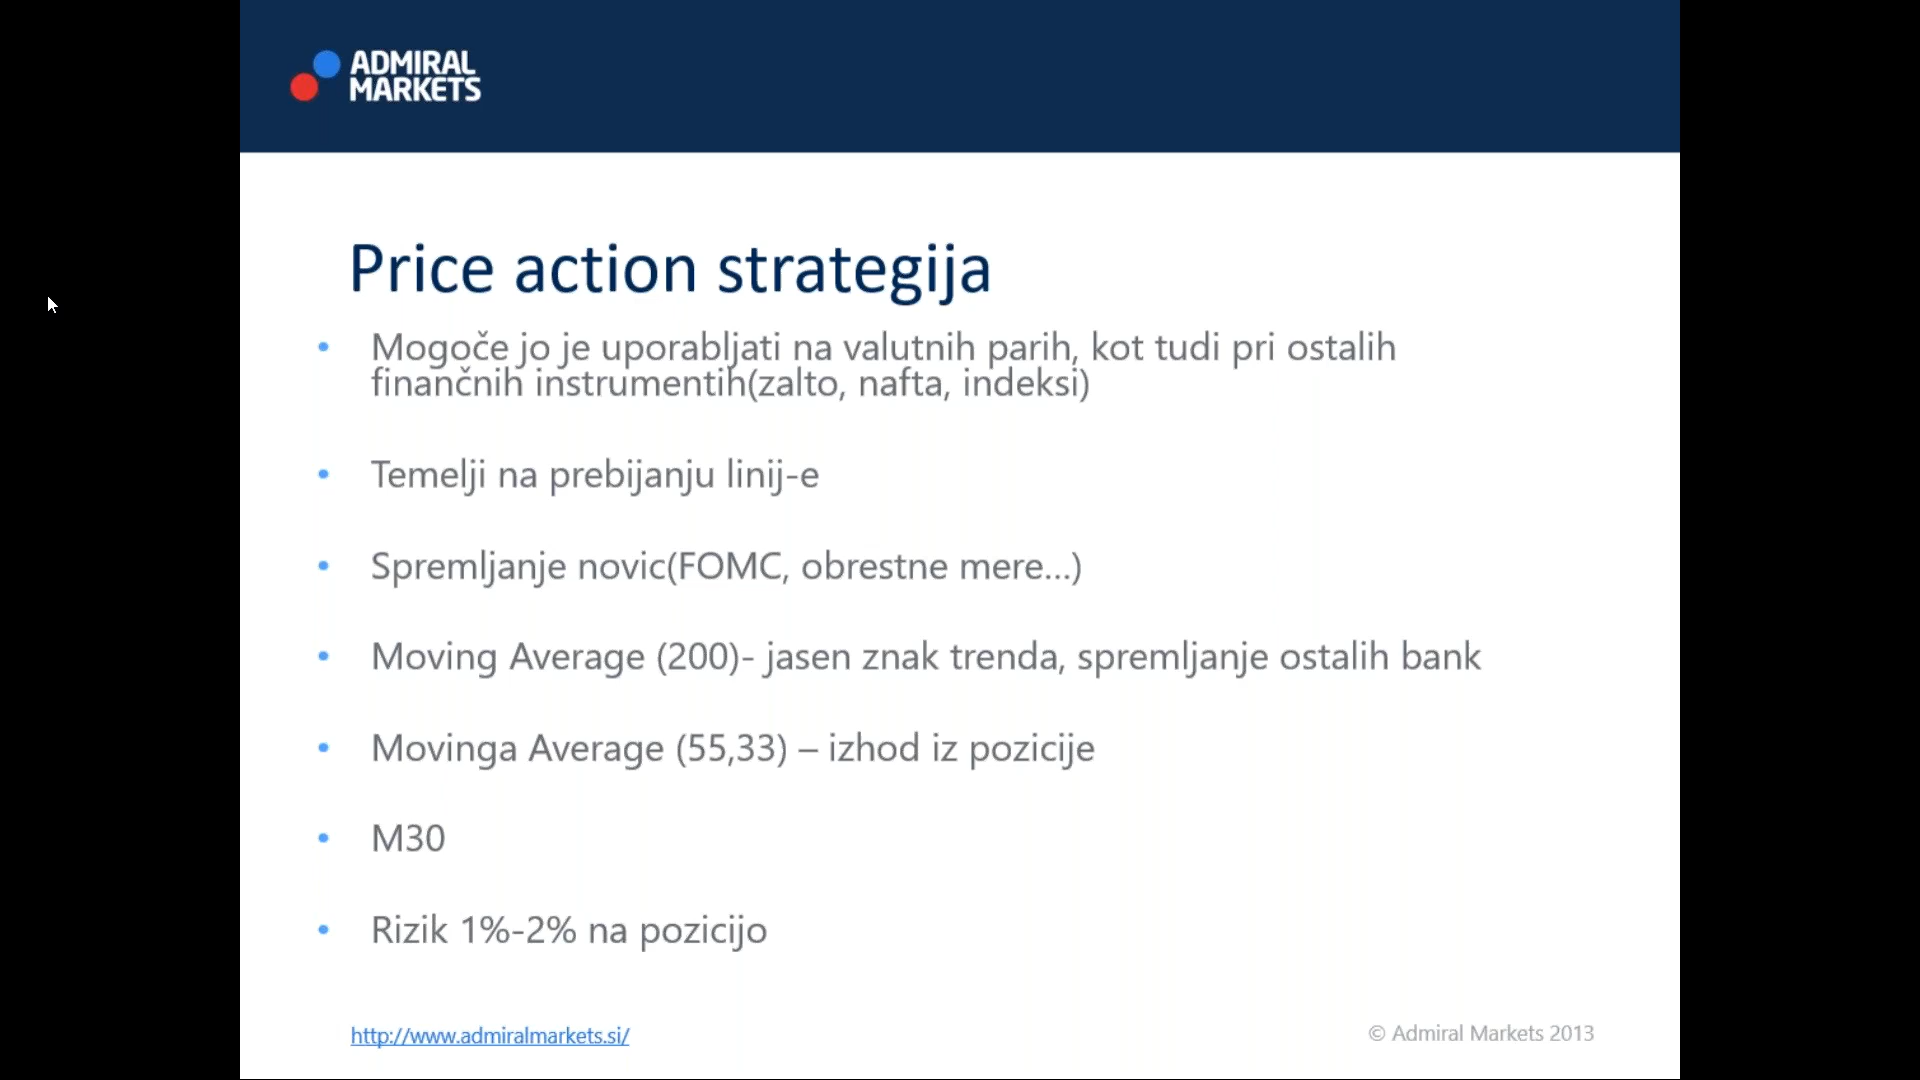 ADMIRAL
MARKETS
Price action strategija
• Mogoče jo je uporabljati na valutnih parih, kot tudi pri ostalih
finančnih instrumentih(zalto, nafta, indeksi)
• Temelji na prebijanju linij-e
• Spremljanje novic(FOMC, obrestne mere...)
• Moving Average (200)- jasen znak trenda, spremljanje ostalih bank
• Movinga Average (55,33) – izhod iz pozicije
• M30
• Rizik 1%-2% na pozicijo
http://www.admiralmarkets.si/
© Admiral Markets 2013